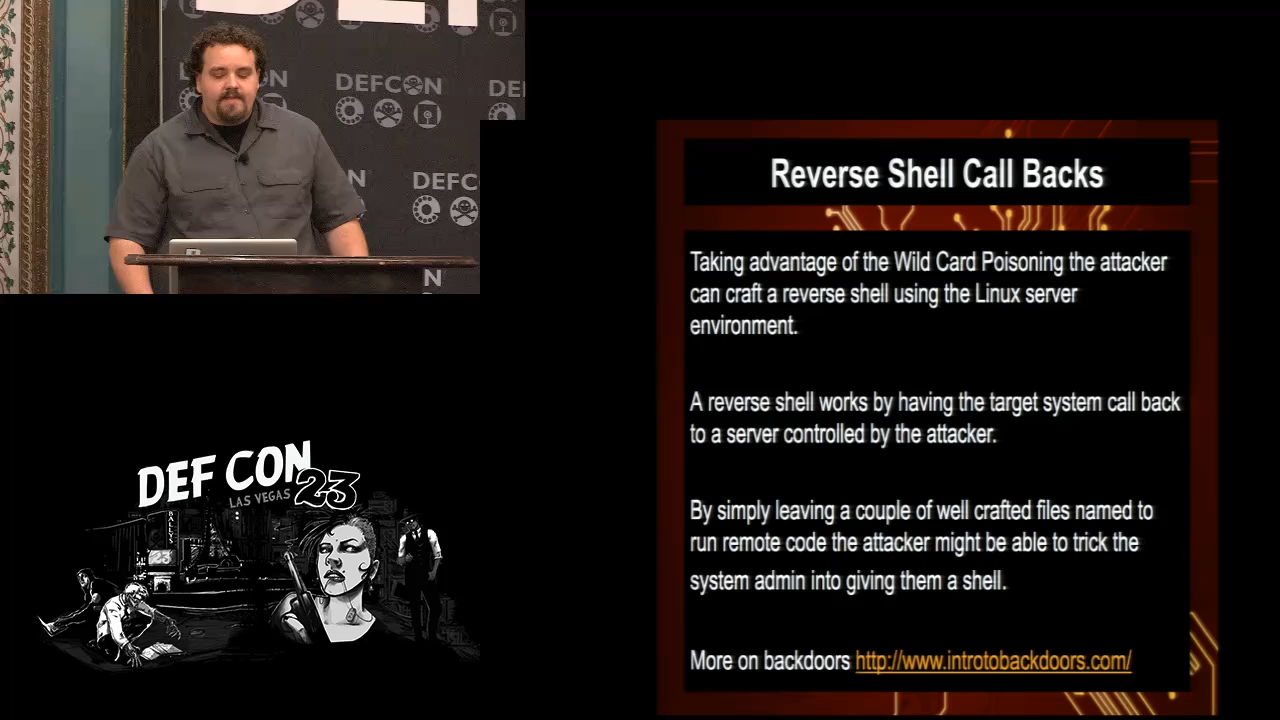 DEF
DEFCON
DEFC
Reverse Shell Call Backs
Taking advantage of the Wild Card Poisoning the attacker
can craft a reverse shell using the Linux server
environment.
A reverse shell works by having the target system call back
to a server controlled by the attacker.
By simply leaving a couple of well crafted files named to
run remote code the attacker might be able to trick the
system admin into giving them a shell.
More on backdoors http://www.introtobackdoors.com/
DEF CON
LAS VEGAS 23
BALLYS
23